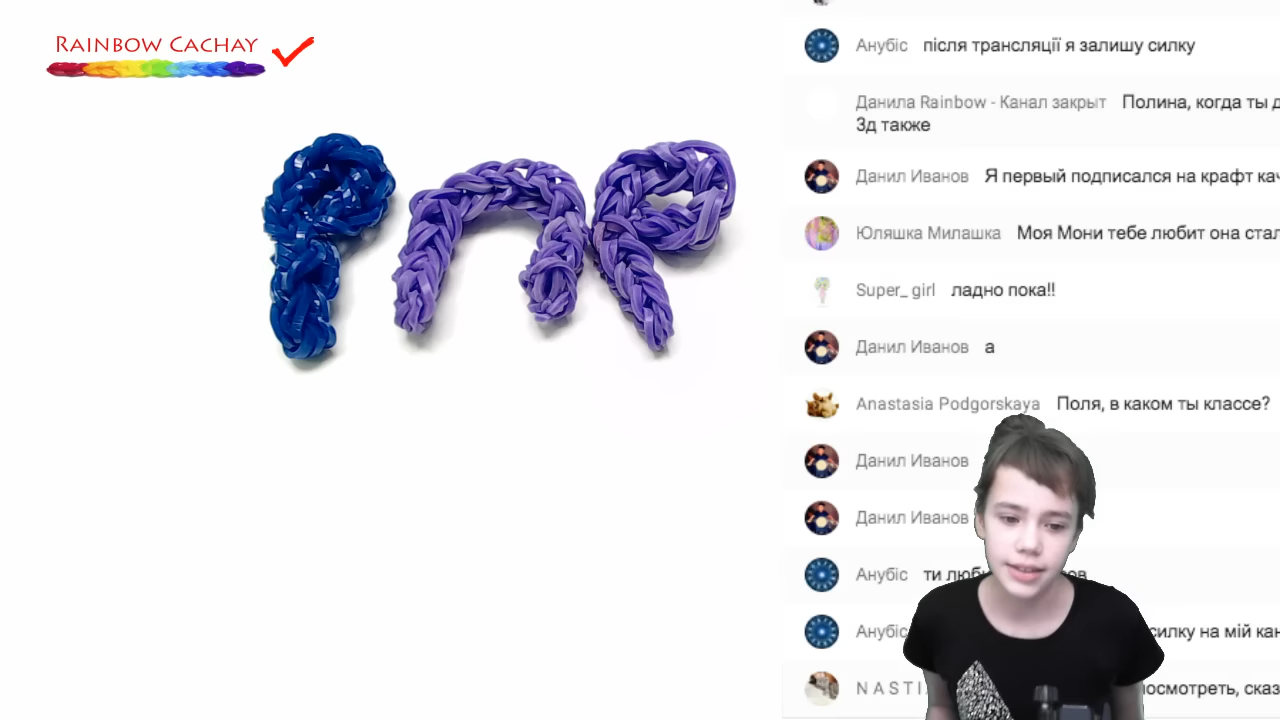 RAINBOW CACHAY
Анубіс після трансляції я залишу силку
Данила Rainbow - Канал закрыт Полина, когда ты д
3д также
Данил Иванов Я первый подписался на крафт кач
Юляшка Милашка Моя Мони тебе любит она стал
Super_ girl ладно пока!!
Данил Иванов а
Anastasia Podgorskaya Поля, в каком ты классе?
Данил Иванов
Данил Иванов
Анубіс ти люб
Анубіс силку на мій кан
N A S T I посмотреть, сказ